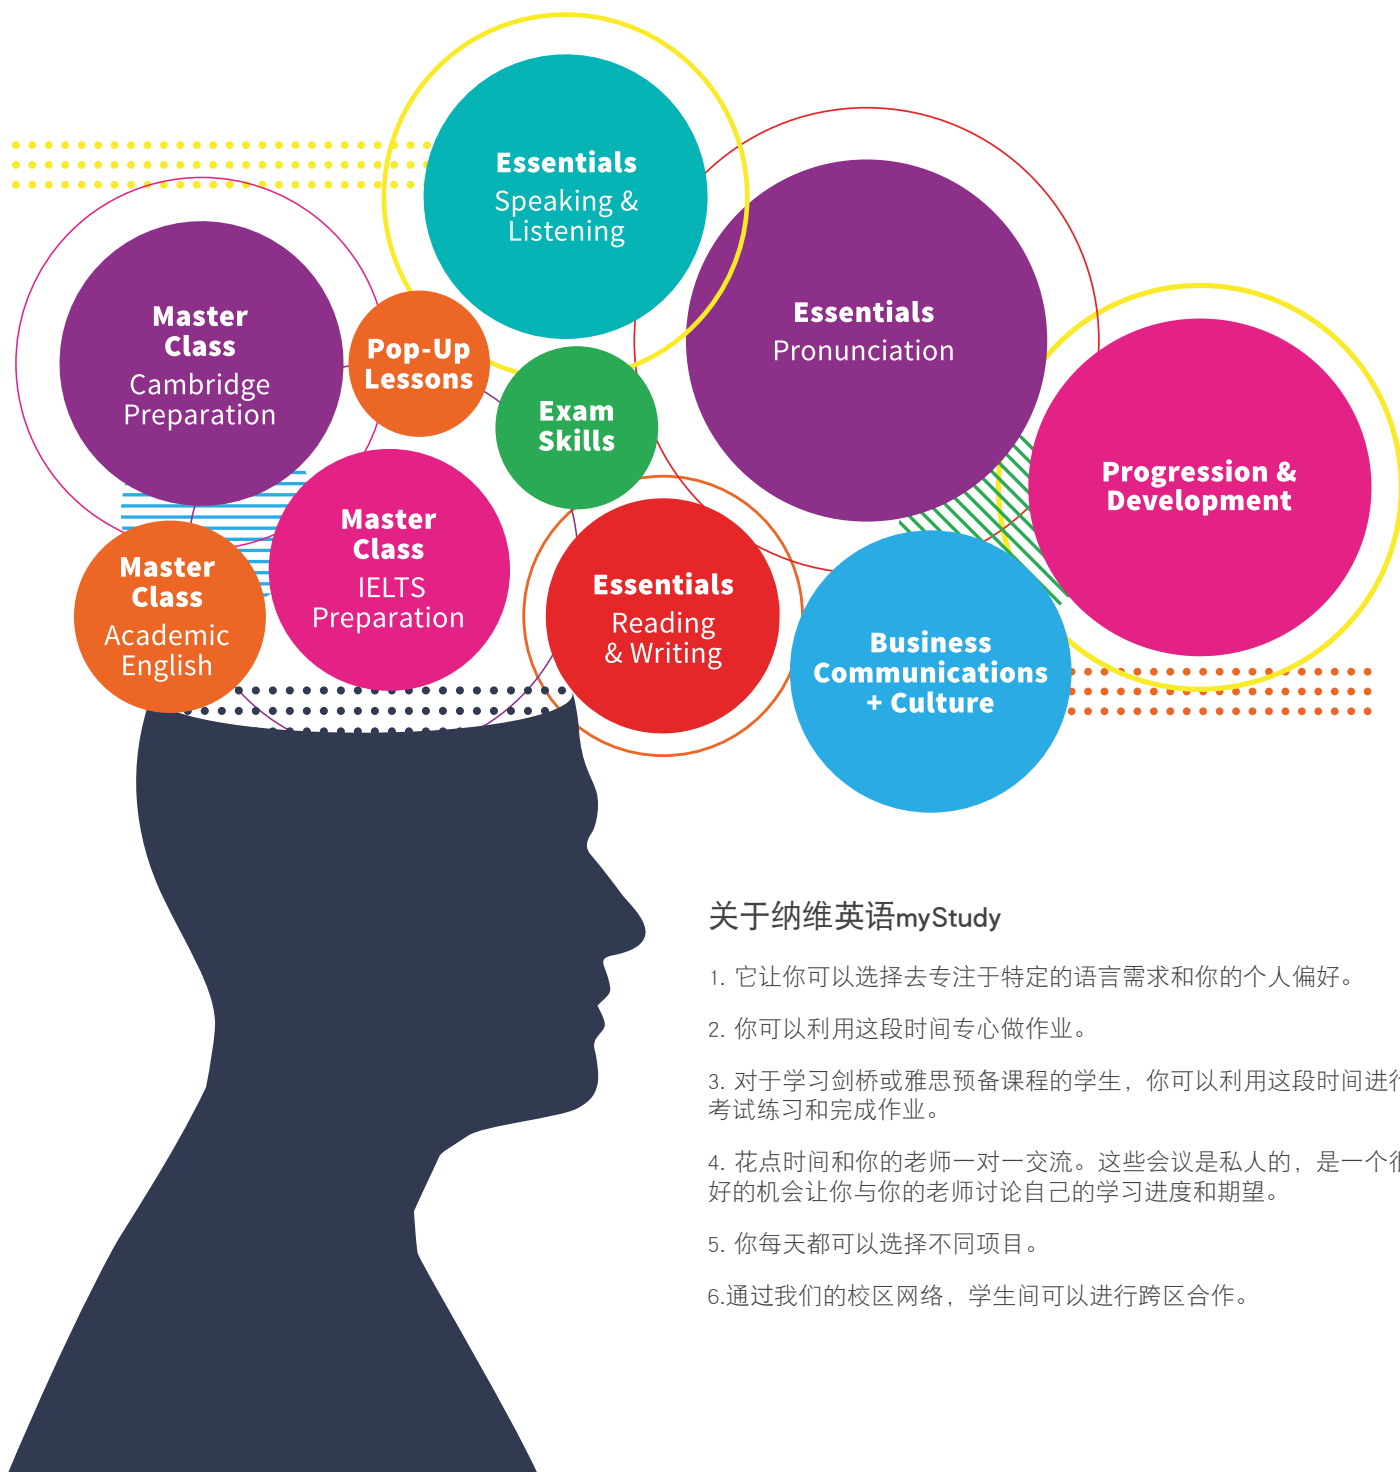 Essentials
Speaking &
Listening
Essentials
Pronunciation
Master
Class
Cambridge
Preparation
Pop-Up
Lessons
Exam
Skills
Progression &
Development
Master
Class
IELTS
Preparation
Master
Class
Academic
English
Essentials
Reading
& Writing
Business
Communications
+ Culture
关于纳维英语myStudy
1. 它让你可以选择去专注于特定的语言需求和你的个人偏好。
2. 你可以利用这段时间专心做作业。
3. 对于学习剑桥或雅思预备课程的学生，你可以利用这段时间进行
考试练习和完成作业。
4. 花点时间和你的老师一对一交流。这些会议是私人的，是一个很
好的机会让你与你的老师讨论自己的学习进度和期望。
5. 你每天都可以选择不同项目。
6.通过我们的校区网络，学生间可以进行跨区合作。